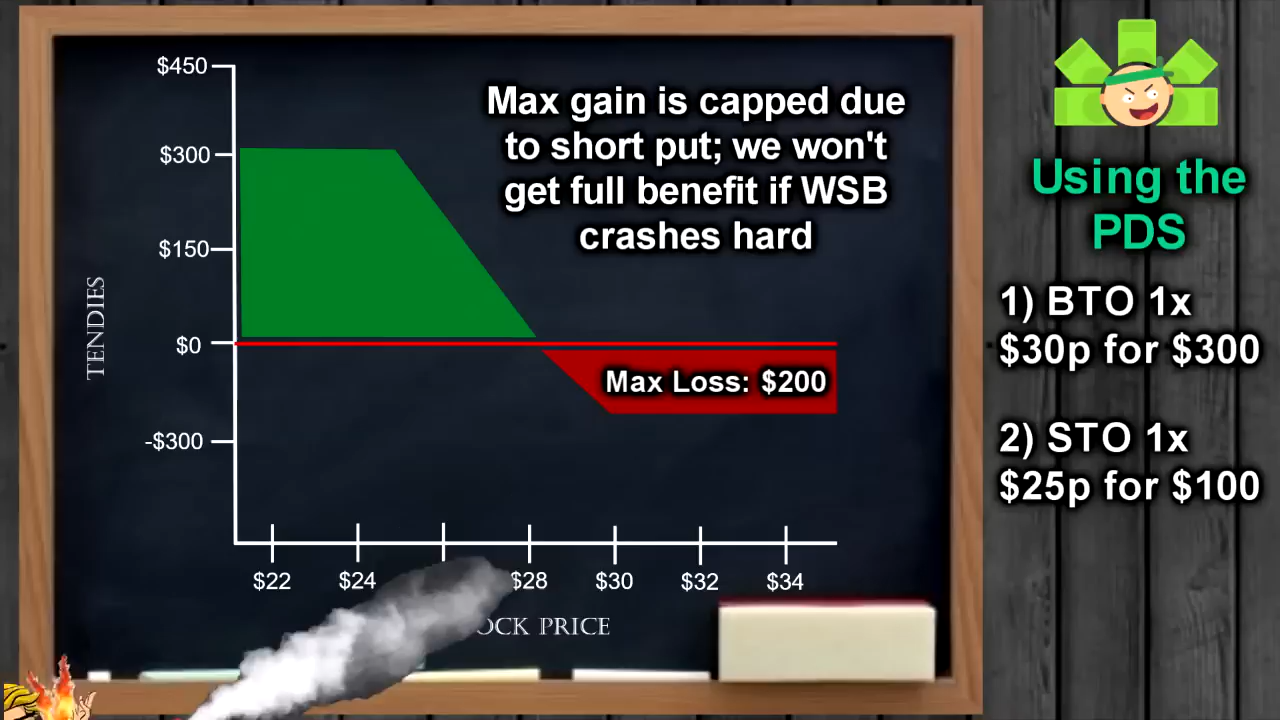 $450
$300
$150
$0
-$300
TENDIES
Max gain is capped due
to short put; we won't
get full benefit if WSB
crashes hard
Max Loss: $200
$22
$24
$28
$30
$32
$34
OCK PRICE
Using the
PDS
1) BTO 1x
$30p for $300
2) STO 1x
$25p for $100